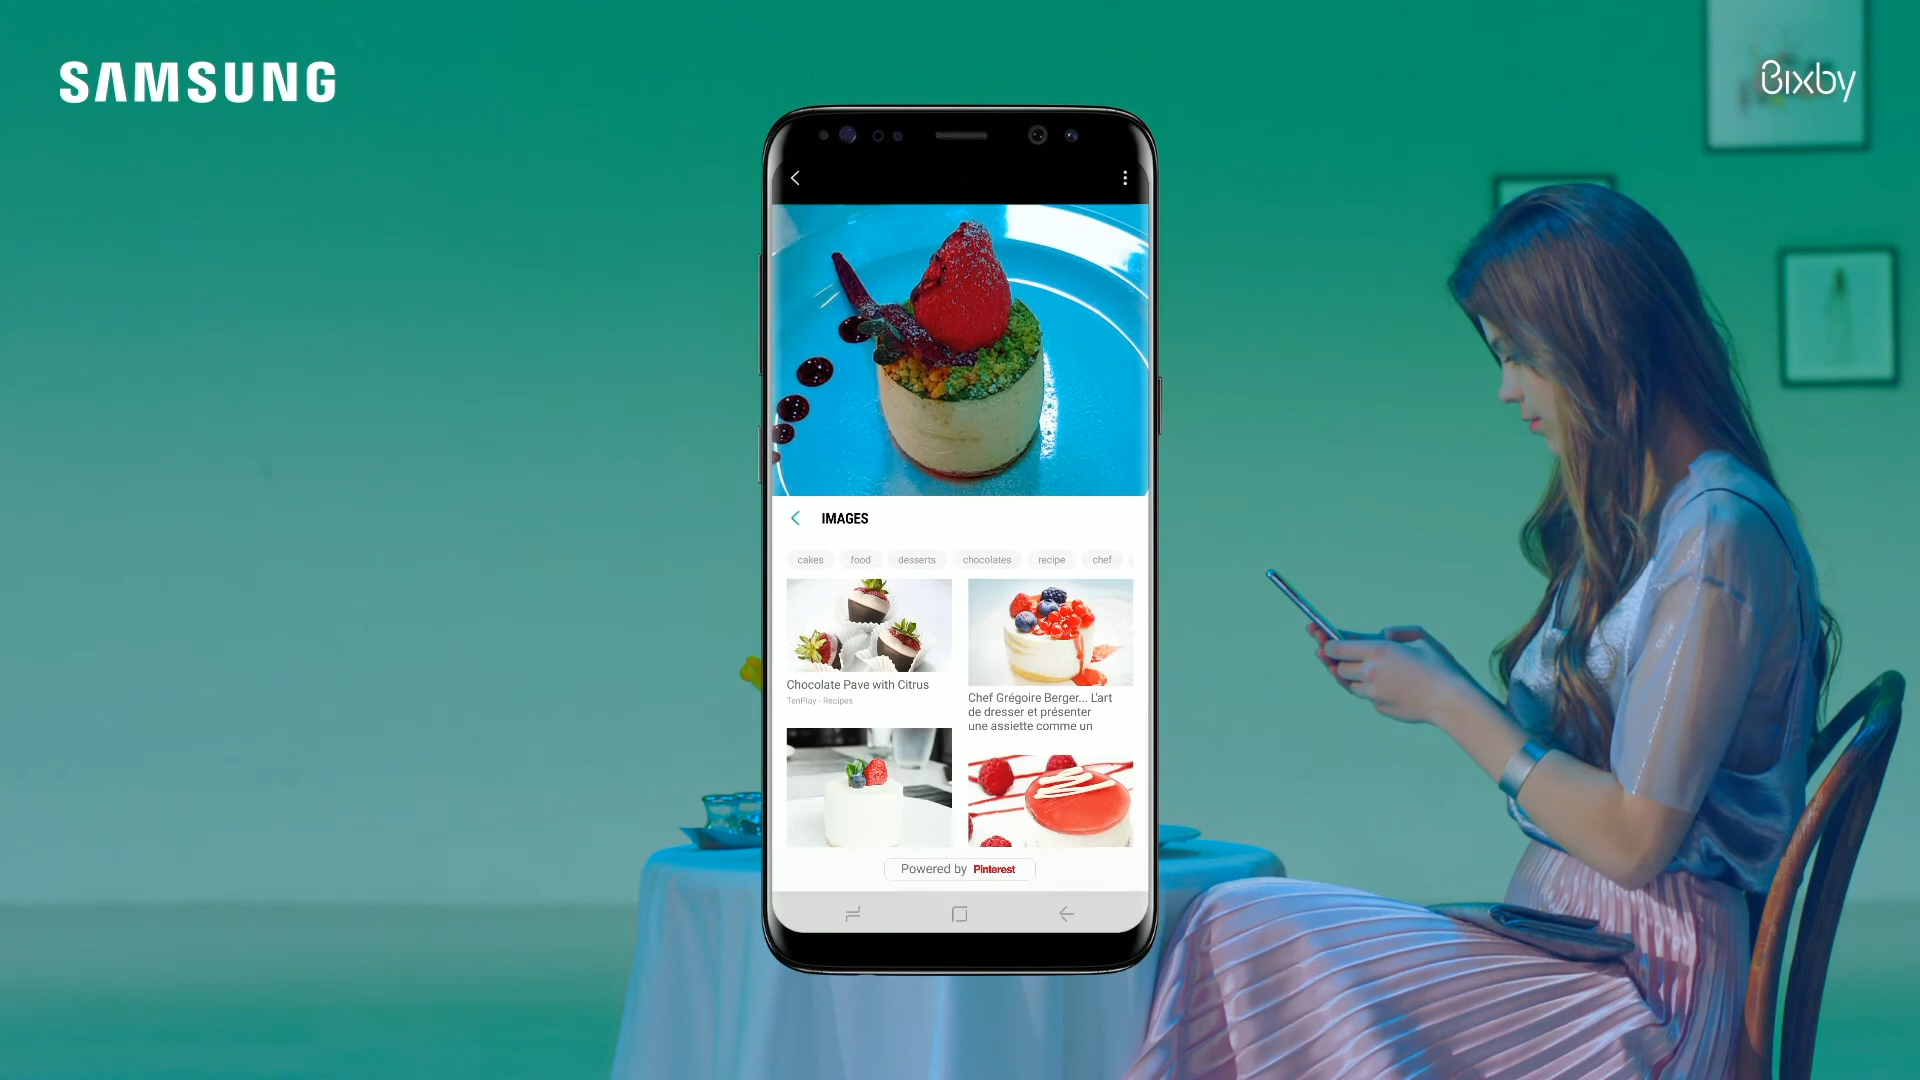 SAMSUNG
Bixby
IMAGES
cakes food desserts chocolates recipe chef
Chocolate Pave with Citrus
TenPlay - Recipes
Chef Grégoire Berger... L'art
de dresser et présenter
une assiette comme un
Powered by Pinterest